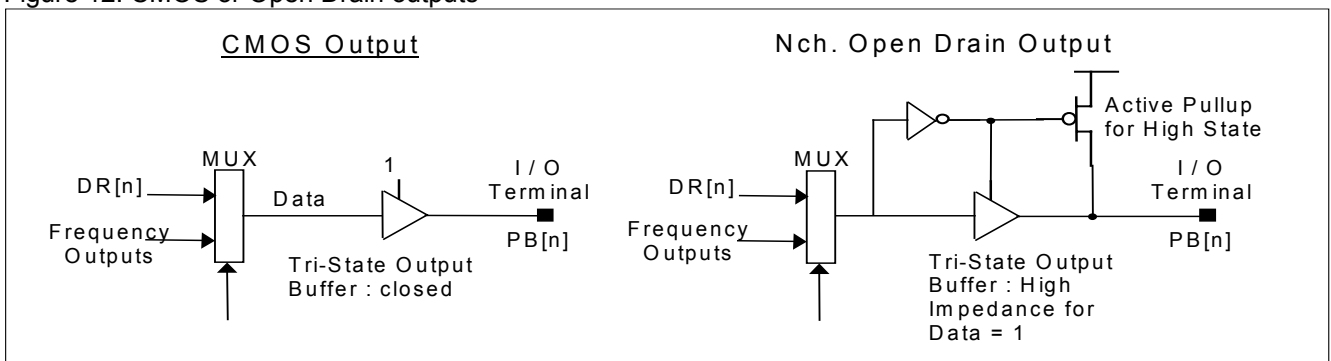 Figure 12. CMOS or Open Drain outputs
CMOS Output
MUX
DR[n]
Frequency
Outputs
Data
1
I / O
Terminal
PB[n]
Tri-State Output
Buffer : closed
Nch. Open Drain Output
Active Pullup
for High State
MUX
DR[n]
Frequency
Outputs
I / O
Terminal
PB[n]
Tri-State Output
Buffer : High
Impedance for
Data = 1